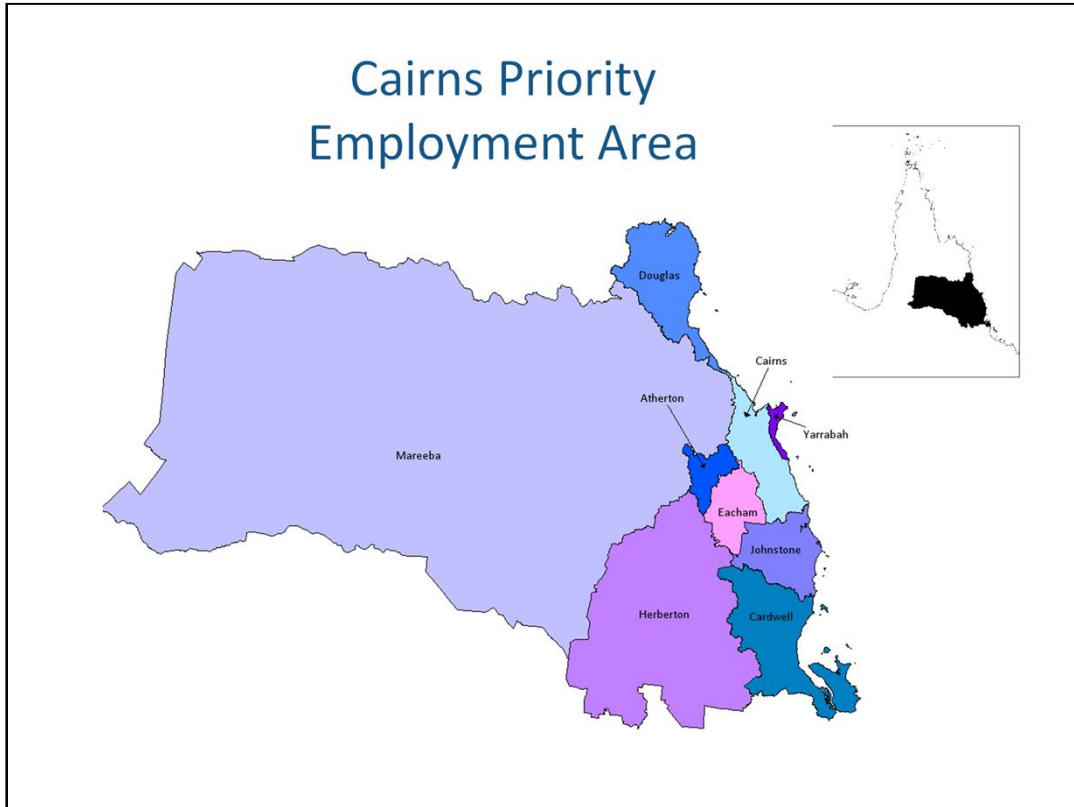 Cairns Priority
Employment Area
Douglas
Cairns
Atherton
Yarrabah
Mareeba
Eacham
Johnstone
Herberton
Cardwell